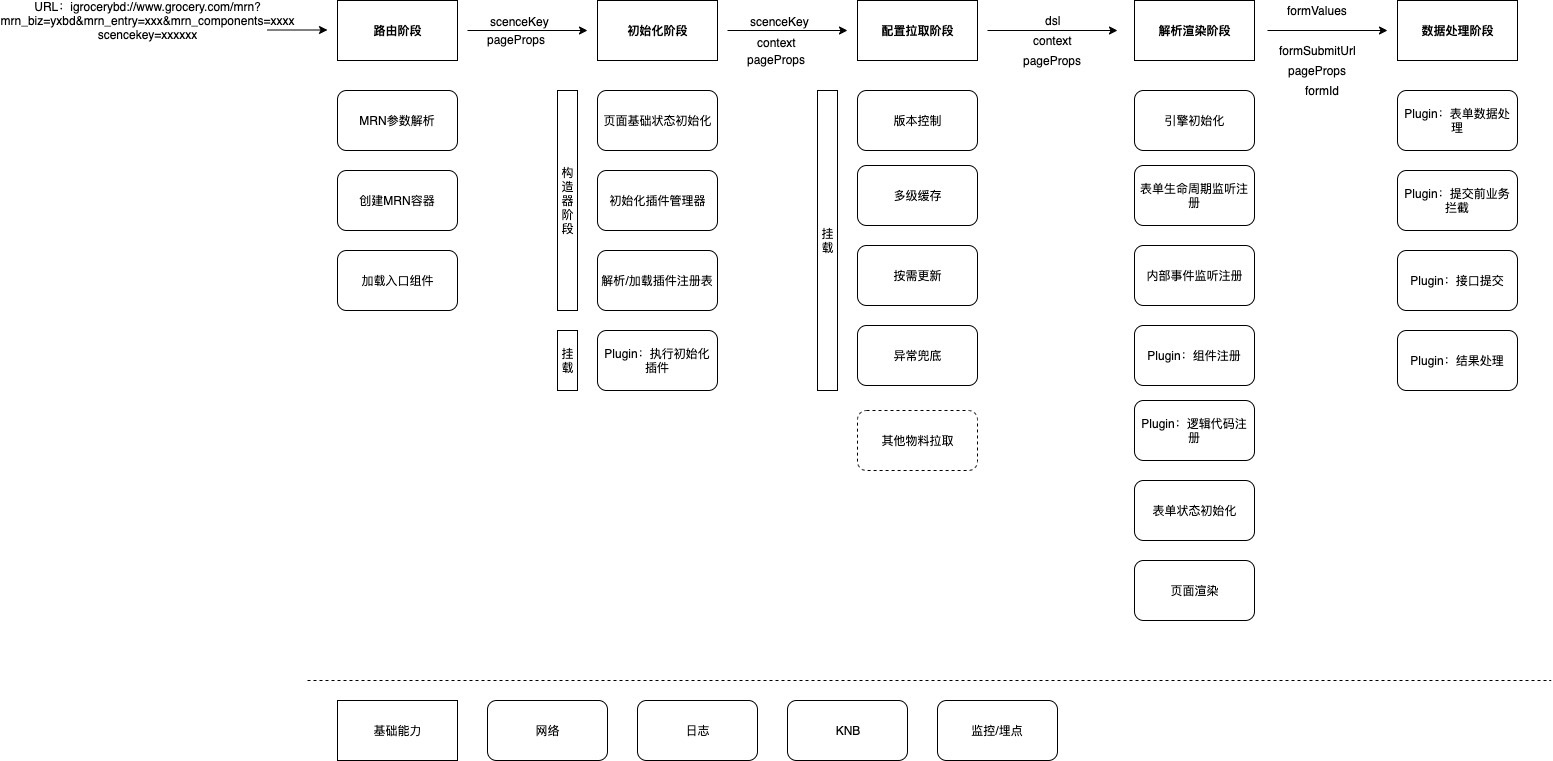 URL：igrocerybd://www.grocery.com/mrn?
mrn_biz=yxbd&mrn_entry=xxx&mrn_components=xxxx
scencekey=xxxxxx
路由阶段
scenceKey
pageProps
初始化阶段
scenceKey
context
pageProps
配置拉取阶段
dsl
context
pageProps
解析渲染阶段
formValues
formSubmitUrl
pageProps
formId
数据处理阶段
MRN参数解析
创建MRN容器
加载入口组件
构造器阶段
挂载
页面基础状态初始化
初始化插件管理器
解析/加载插件注册表
Plugin：执行初始化
插件
挂载
版本控制
多级缓存
按需更新
异常兜底
其他物料拉取
引擎初始化
表单生命周期监听注
册
内部事件监听注册
Plugin：组件注册
Plugin：逻辑代码注
册
表单状态初始化
页面渲染
Plugin：表单数据处
理
Plugin：提交前业务
拦截
Plugin：接口提交
Plugin：结果处理
基础能力
网络
日志
KNB
监控/埋点